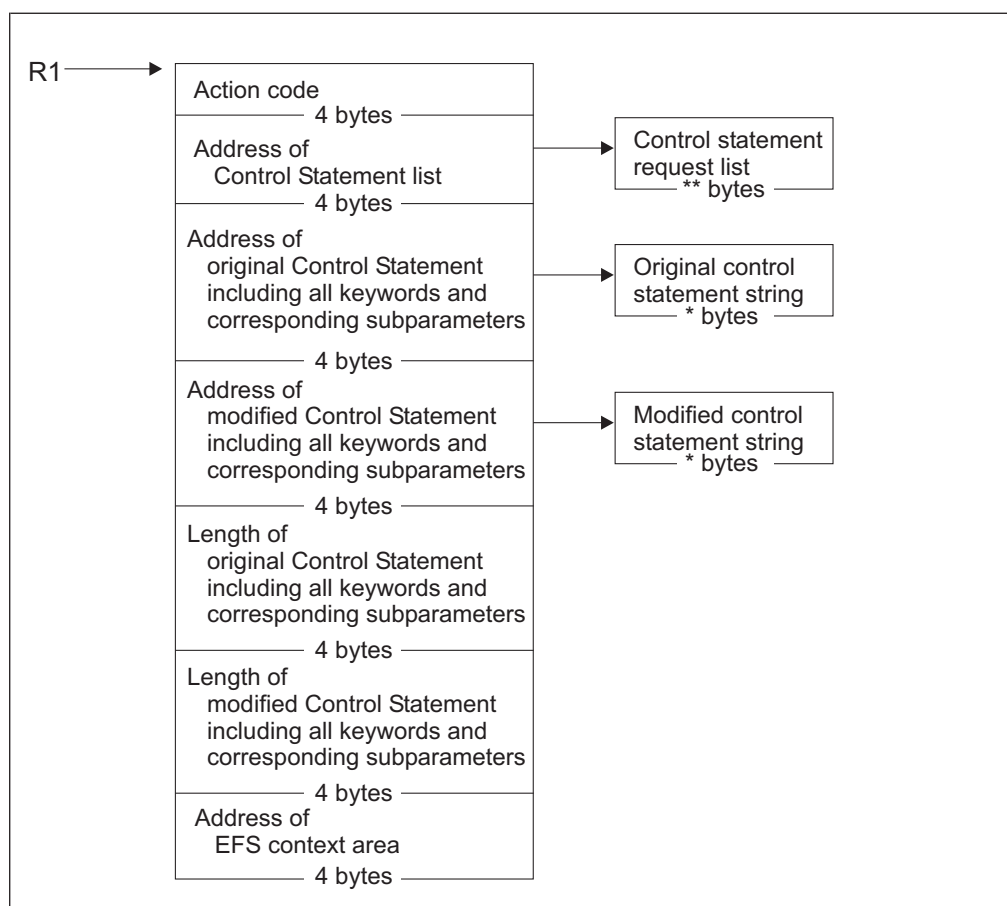 R1
Action code
4 bytes
Address of
Control Statement list
4 bytes
Control statement
request list
** bytes
Address of
original Control Statement
including all keywords and
corresponding subparameters
4 bytes
Original control
statement string
* bytes
Address of
modified Control Statement
including all keywords and
corresponding subparameters
4 bytes
Modified control
statement string
* bytes
Length of
original Control Statement
including all keywords and
corresponding subparameters
4 bytes
Length of
modified Control Statement
including all keywords and
corresponding subparameters
4 bytes
Address of
EFS context area
4 bytes